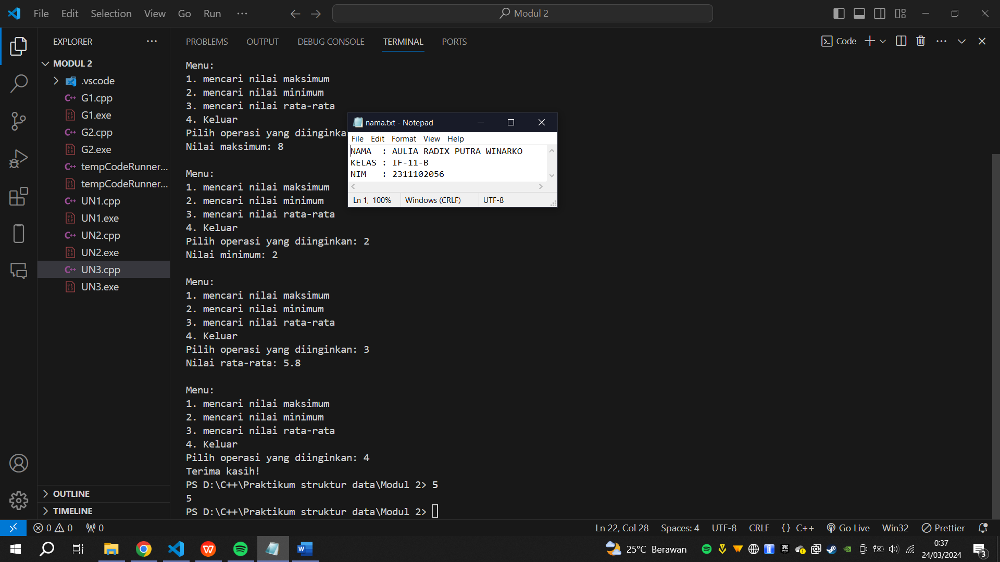 File Edit Selection View Go Run ···
Modul 2
EXPLORER
PROBLEMS OUTPUT DEBUG CONSOLE TERMINAL PORTS
Code
MODUL 2
.vscode
G1.cpp
G1.exe
G2.cpp
G2.exe
tempCodeRunner...
tempCodeRunner...
UN1.cpp
UN1.exe
UN2.cpp
UN2.exe
UN3.cpp
UN3.exe
OUTLINE
TIMELINE
Menu:
1. mencari nilai maksimum
2. mencari nilai minimum
3. mencari nilai rata-rata
4. Keluar
Pilih operasi yang diinginka
Nilai maksimum: 8
Menu:
1. mencari nilai maksimum
2. mencari nilai minimum
3. mencari nilai rata-rata
4. Keluar
Pilih operasi yang diinginkan: 2
Nilai minimum: 2
Menu:
1. mencari nilai maksimum
2. mencari nilai minimum
3. mencari nilai rata-rata
4. Keluar
Pilih operasi yang diinginkan: 3
Nilai rata-rata: 5.8
Menu:
1. mencari nilai maksimum
2. mencari nilai minimum
3. mencari nilai rata-rata
4. Keluar
Pilih operasi yang diinginkan: 4
Terima kasih!
PS D:\C++\Praktikum struktur data\Modul 2> 5
5
PS D:\C++\Praktikum struktur data\Modul 2>
nama.txt - Notepad
File Edit Format View Help
NAMA : AULIA RADIX PUTRA WINARKO
KELAS : IF-11-B
NIM : 2311102056
Ln 1, 100% Windows (CRLF) UTF-8
0 0 0
Ln 22, Col 28 Spaces: 4 UTF-8 CRLF {} C++ Go Live Win32 Prettier
25°C Berawan
0:37
24/03/2024
3